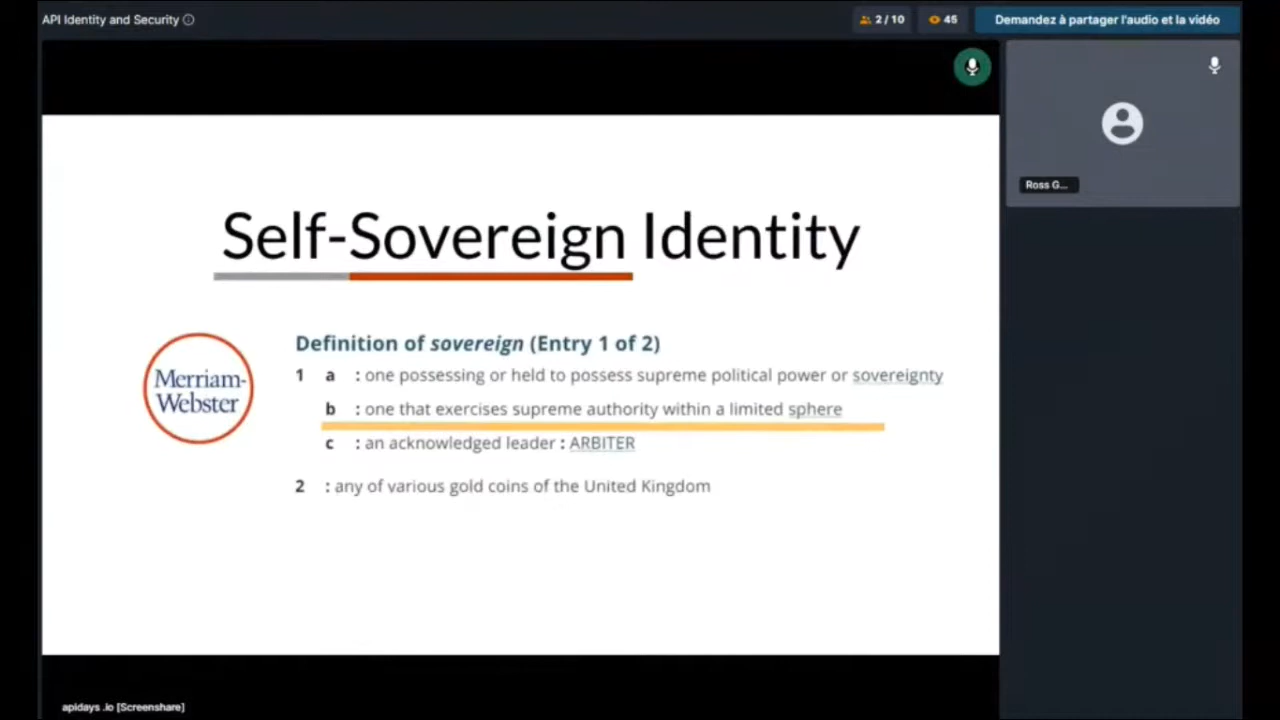 API Identity and Security
2 / 10
45
Demandez à partager l'audio et la vidéo
Ross G...
Self-Sovereign Identity
Merriam-
Webster
Definition of sovereign (Entry 1 of 2)
1 a : one possessing or held to possess supreme political power or sovereignty
b : one that exercises supreme authority within a limited sphere
c : an acknowledged leader : ARBITER
2 : any of various gold coins of the United Kingdom
apidays .io [Screenshare]